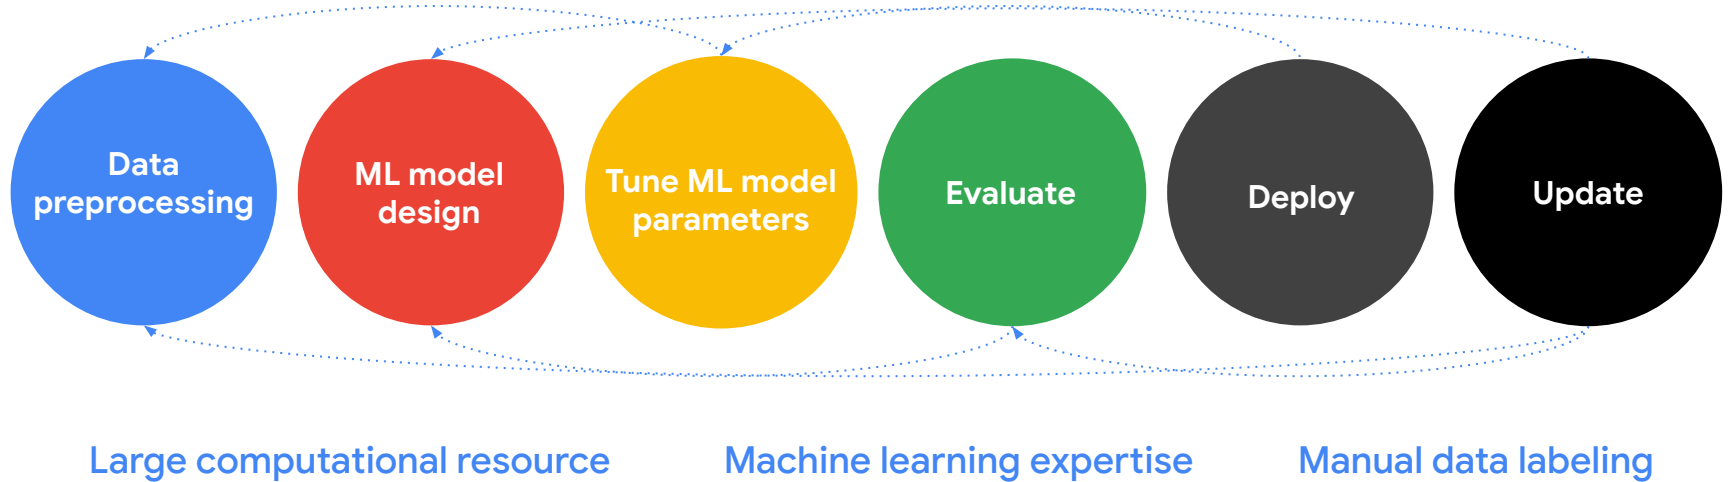 Data
preprocessing
ML model
design
Tune ML model
parameters
Evaluate
Deploy
Update
Large computational resource
Machine learning expertise
Manual data labeling